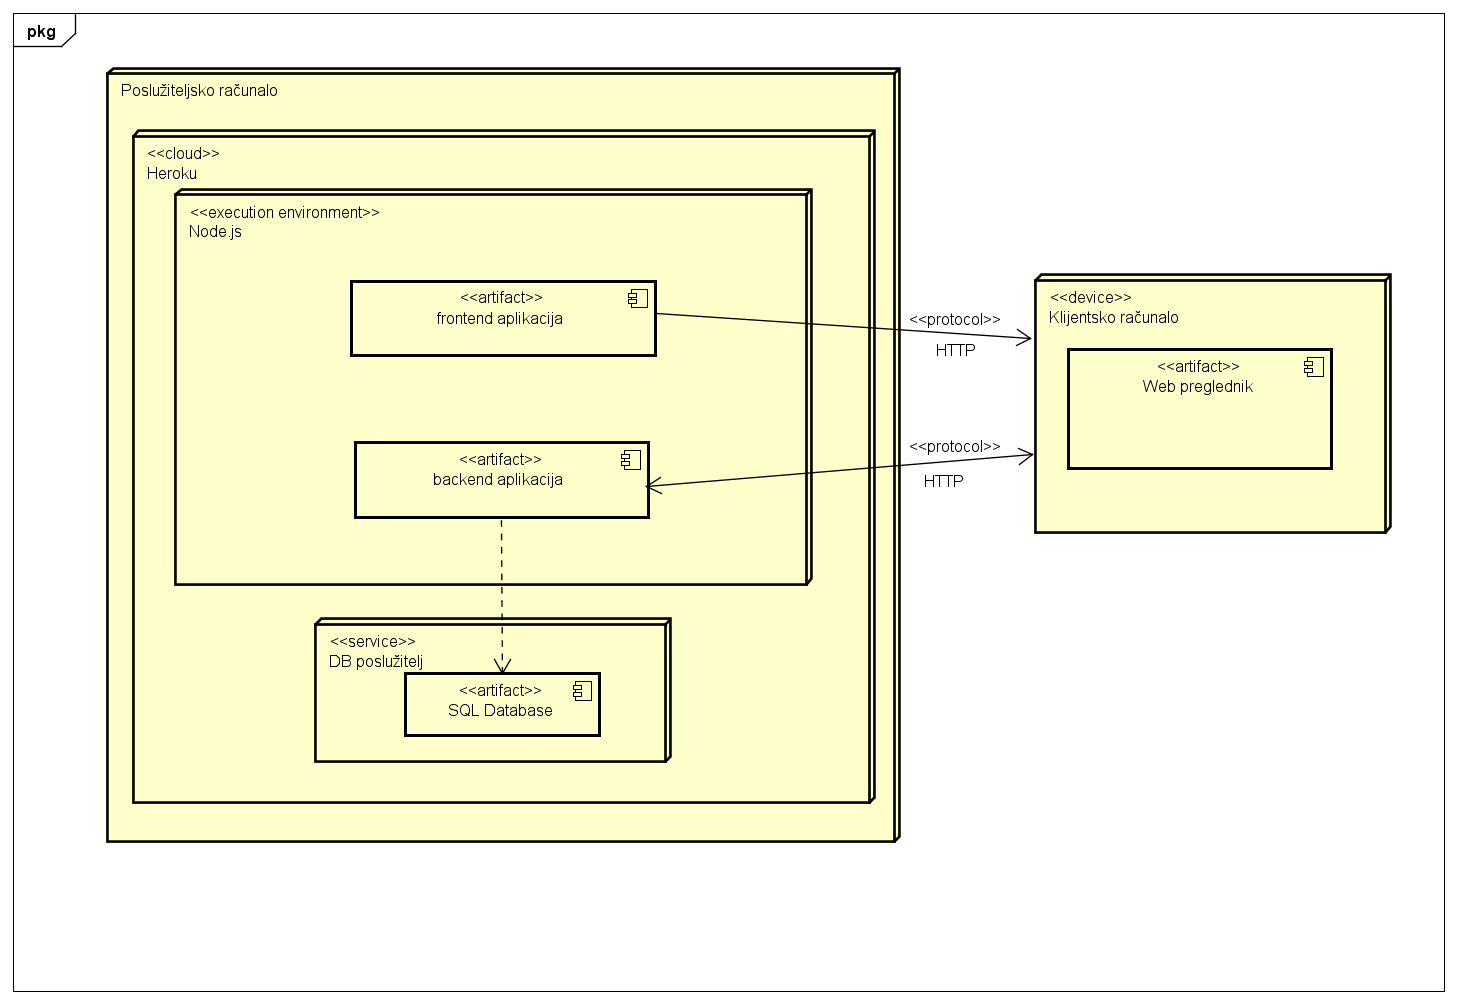 pkg
Poslužiteljsko računalo
<<cloud>>
Heroku
<<execution environment>>
Node.js
<<artifact>>
frontend aplikacija
<<artifact>>
backend aplikacija
<<service>>
DB poslužitelj
<<artifact>>
SQL Database
<<protocol>>
HTTP
<<protocol>>
HTTP
<<device>>
Klijentsko računalo
<<artifact>>
Web preglednik